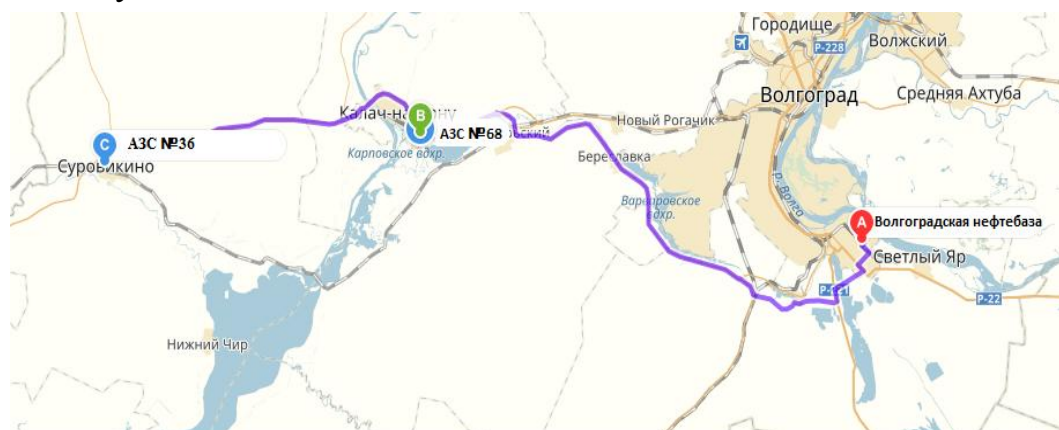 Городище
Р-228
Волжский
Калач-на-Дону
B
Волгоград
Средняя Ахтуба
C
АЗС №36
АЗС №68
Новый Рогачик
Карповское вдхр.
Суровикино
Береславка
р. Волга
вдхр.
A
Волгоградская нефтебаза
Светлый Яр
Р-22
Нижний Чир